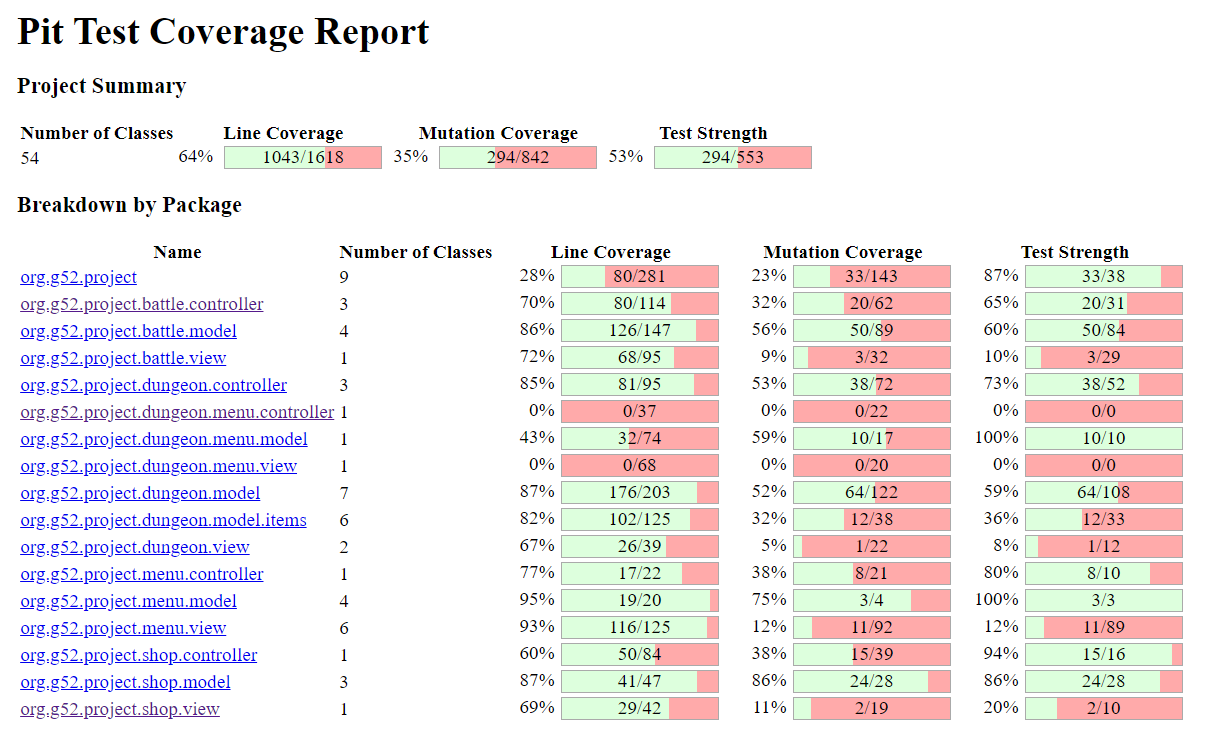 Pit Test Coverage Report
Project Summary
Number of Classes Line Coverage Mutation Coverage Test Strength
54 64% 1043/1618 35% 294/842 53% 294/553
Breakdown by Package
Name Number of Classes Line Coverage Mutation Coverage Test Strength
org.g52.project 9 28% 80/281 23% 33/143 87% 33/38
org.g52.project.battle.controller 3 70% 80/114 32% 20/62 65% 20/31
org.g52.project.battle.model 4 86% 126/147 56% 50/89 60% 50/84
org.g52.project.battle.view 1 72% 68/95 9% 3/32 10% 3/29
org.g52.project.dungeon.controller 3 85% 81/95 53% 38/72 73% 38/52
org.g52.project.dungeon.menu.controller 1 0% 0/37 0% 0/22 0% 0/0
org.g52.project.dungeon.menu.model 1 43% 32/74 59% 10/17 100% 10/10
org.g52.project.dungeon.menu.view 1 0% 0/68 0% 0/20 0% 0/0
org.g52.project.dungeon.model 7 87% 176/203 52% 64/122 59% 64/108
org.g52.project.dungeon.model.items 6 82% 102/125 32% 12/38 36% 12/33
org.g52.project.dungeon.view 2 67% 26/39 5% 1/22 8% 1/12
org.g52.project.menu.controller 1 77% 17/22 38% 8/21 80% 8/10
org.g52.project.menu.model 4 95% 19/20 75% 3/4 100% 3/3
org.g52.project.menu.view 6 93% 116/125 12% 11/92 12% 11/89
org.g52.project.shop.controller 1 60% 50/84 38% 15/39 94% 15/16
org.g52.project.shop.model 3 87% 41/47 86% 24/28 86% 24/28
org.g52.project.shop.view 1 69% 29/42 11% 2/19 20% 2/10